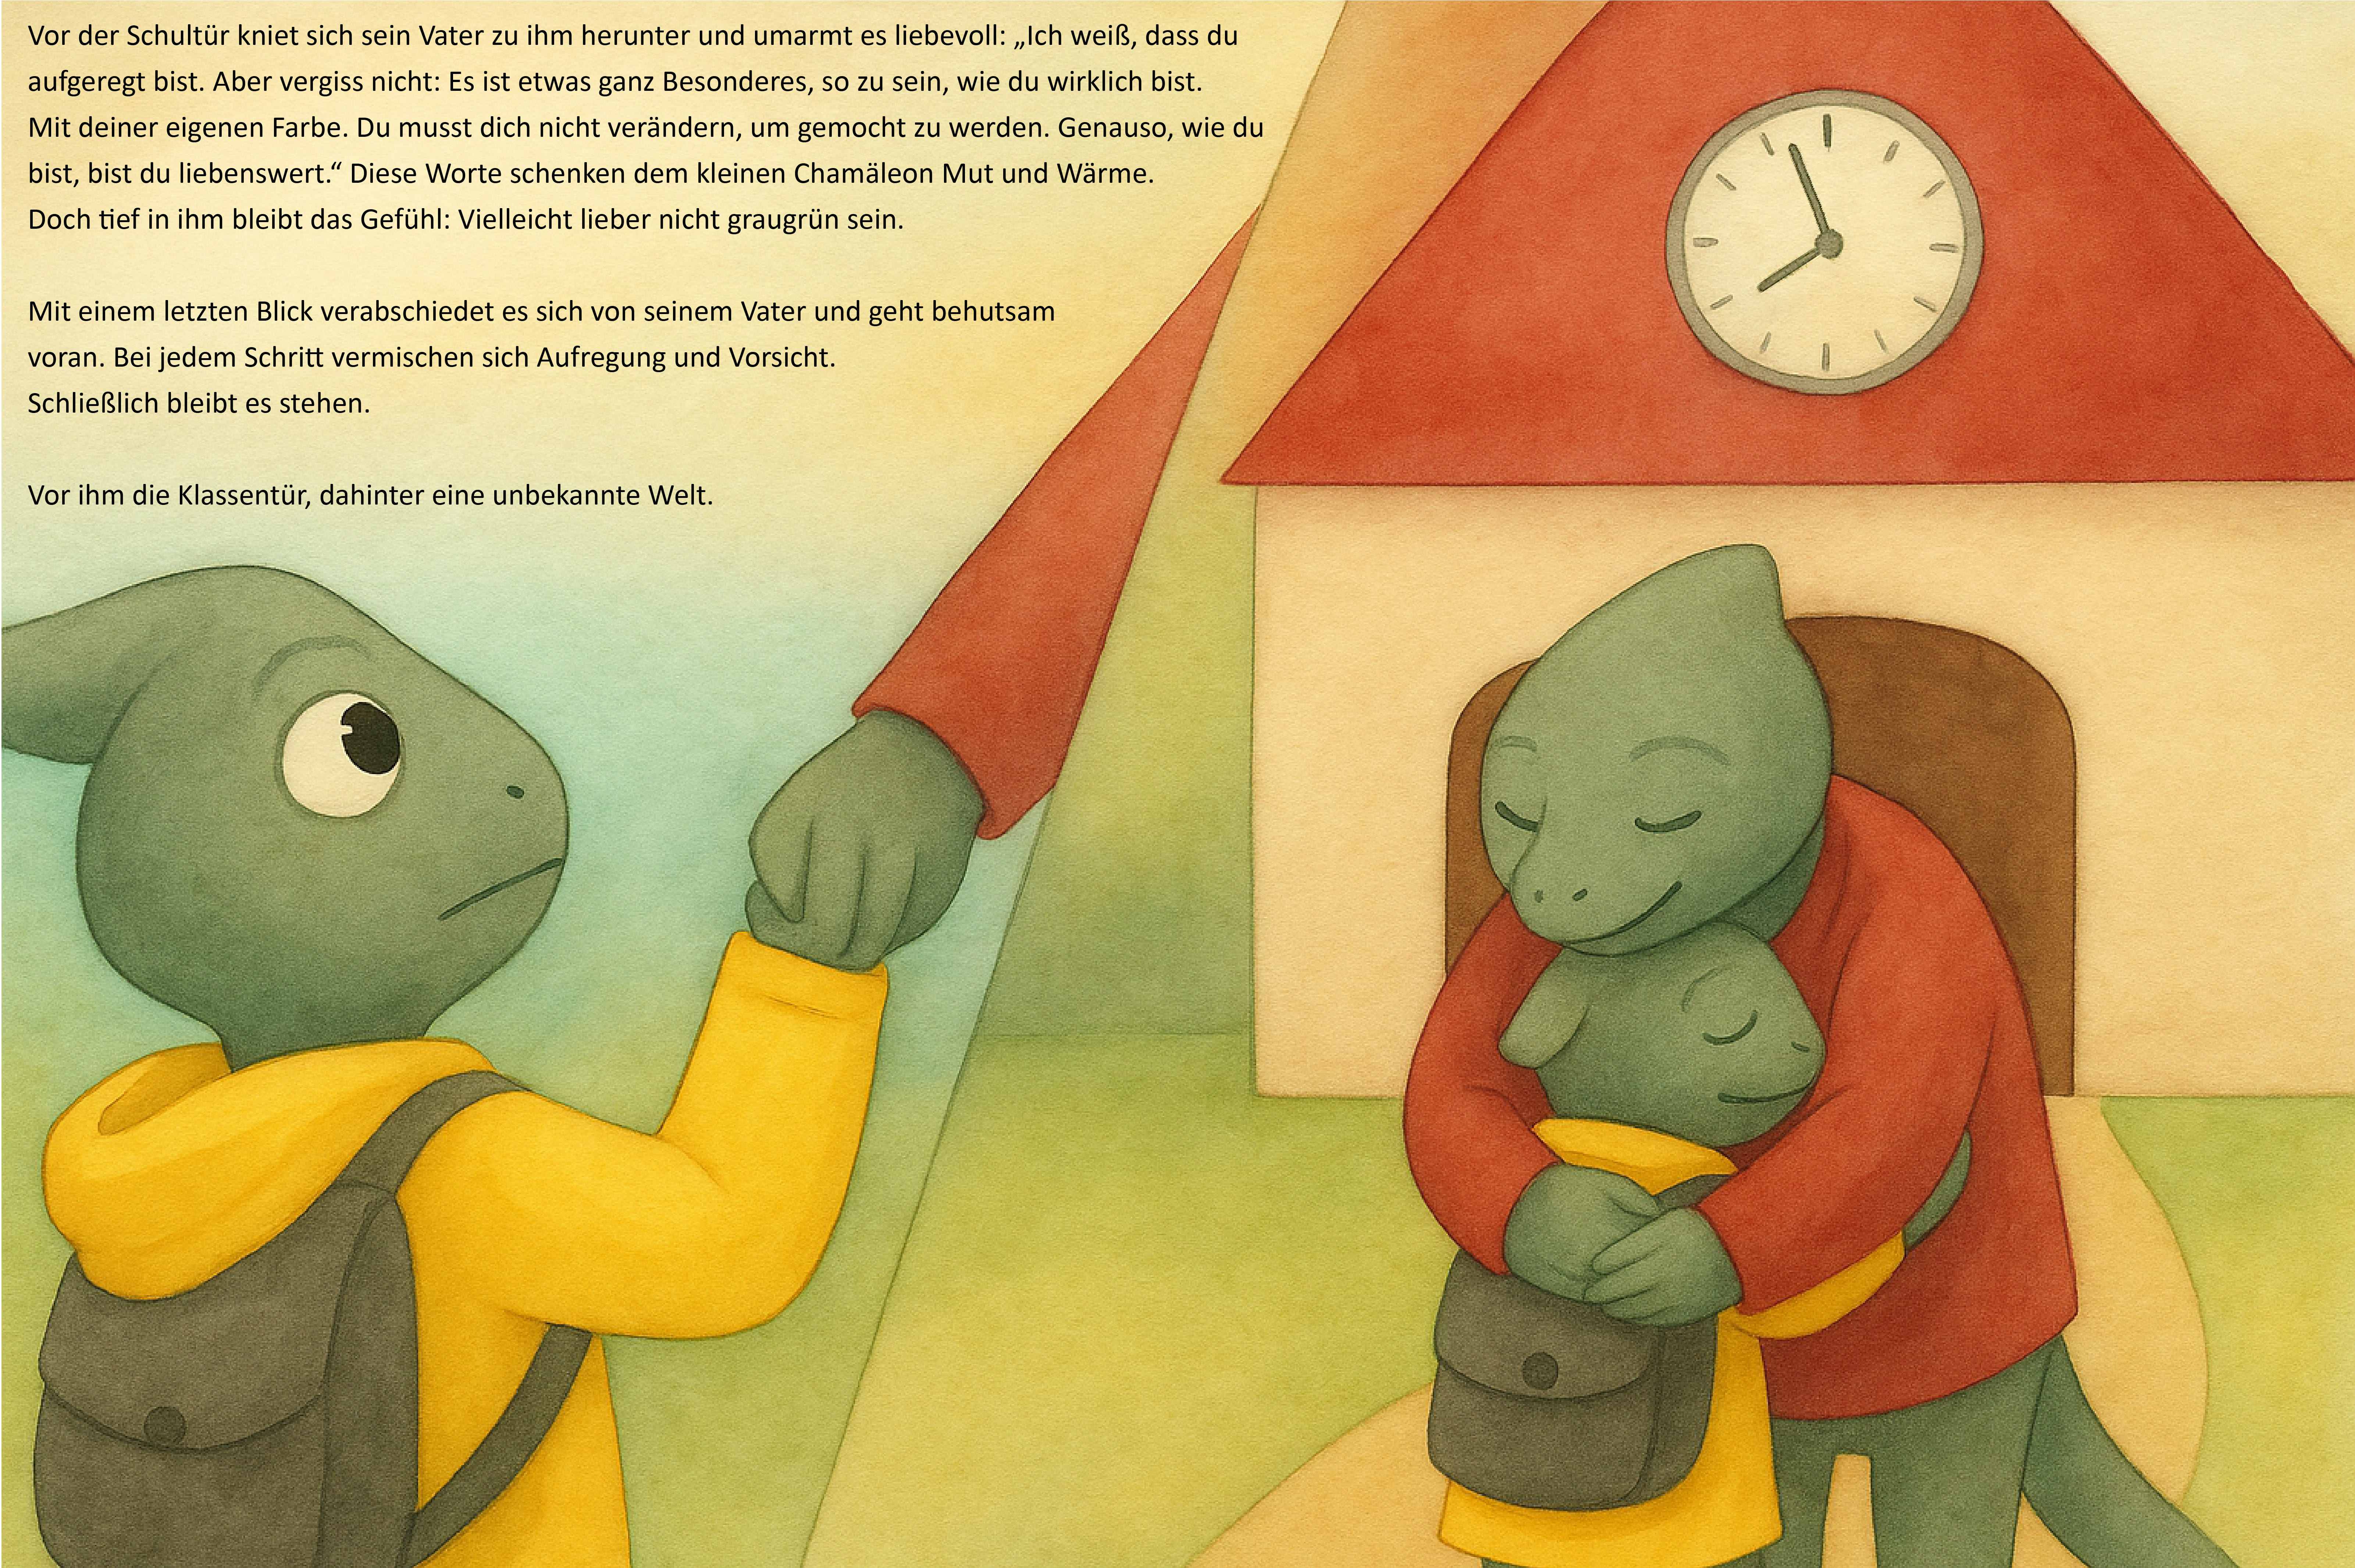 Vor der Schultür kniet sich sein Vater zu ihm herunter und umarmt es liebevoll: „Ich weiß, dass du
aufgeregt bist. Aber vergiss nicht: Es ist etwas ganz Besonderes, so zu sein, wie du wirklich bist.
Mit deiner eigenen Farbe. Du musst dich nicht verändern, um gemocht zu werden. Genauso, wie du
bist, bist du liebenswert.“ Diese Worte schenken dem kleinen Chamäleon Mut und Wärme.
Doch tief in ihm bleibt das Gefühl: Vielleicht lieber nicht graugrün sein.
Mit einem letzten Blick verabschiedet es sich von seinem Vater und geht behutsam
voran. Bei jedem Schritt vermischen sich Aufregung und Vorsicht.
Schließlich bleibt es stehen.
Vor ihm die Klassentür, dahinter eine unbekannte Welt.